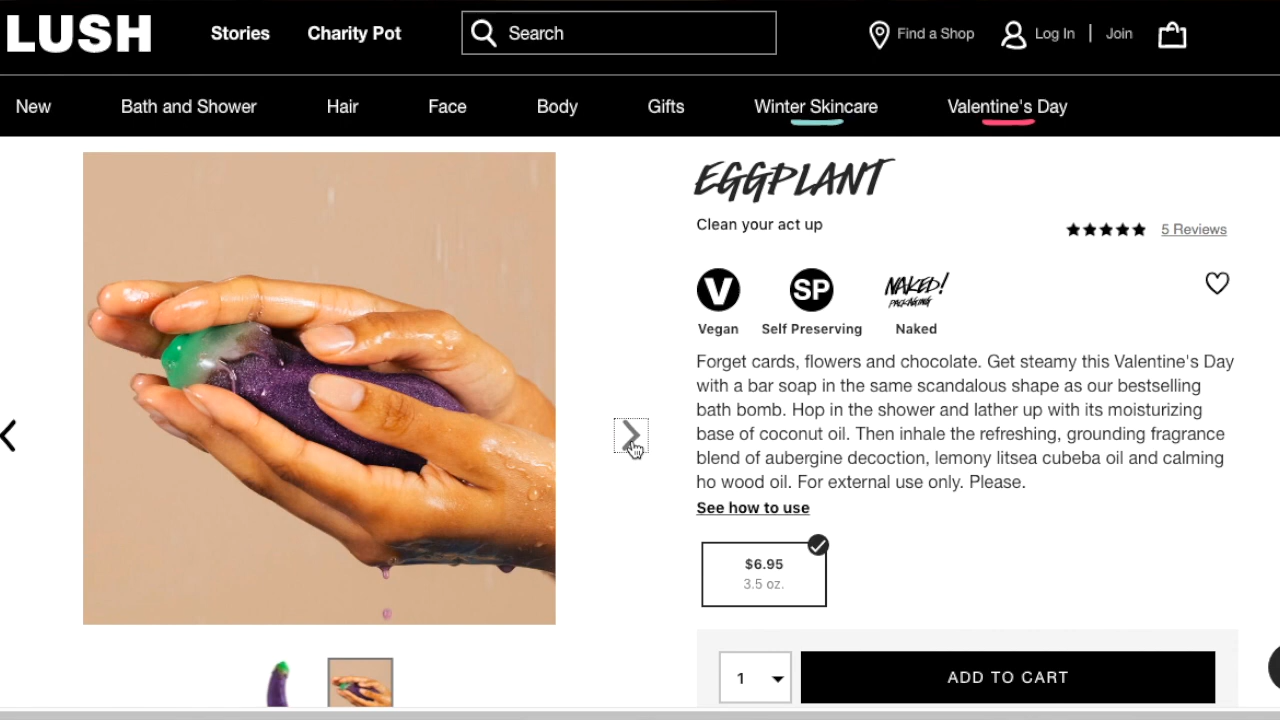 LUSH
Stories
Charity Pot
Search
Find a Shop
Log In | Join
New
Bath and Shower
Hair
Face
Body
Gifts
Winter Skincare
Valentine's Day
EGGPLANT
Clean your act up
5 Reviews
V
SP
NAKED!
PACKAGING
Vegan
Self Preserving
Naked
Forget cards, flowers and chocolate. Get steamy this Valentine's Day
with a bar soap in the same scandalous shape as our bestselling
bath bomb. Hop in the shower and lather up with its moisturizing
base of coconut oil. Then inhale the refreshing, grounding fragrance
blend of aubergine decoction, lemony litsea cubeba oil and calming
ho wood oil. For external use only. Please.
See how to use
$6.95
3.5 oz.
1
ADD TO CART